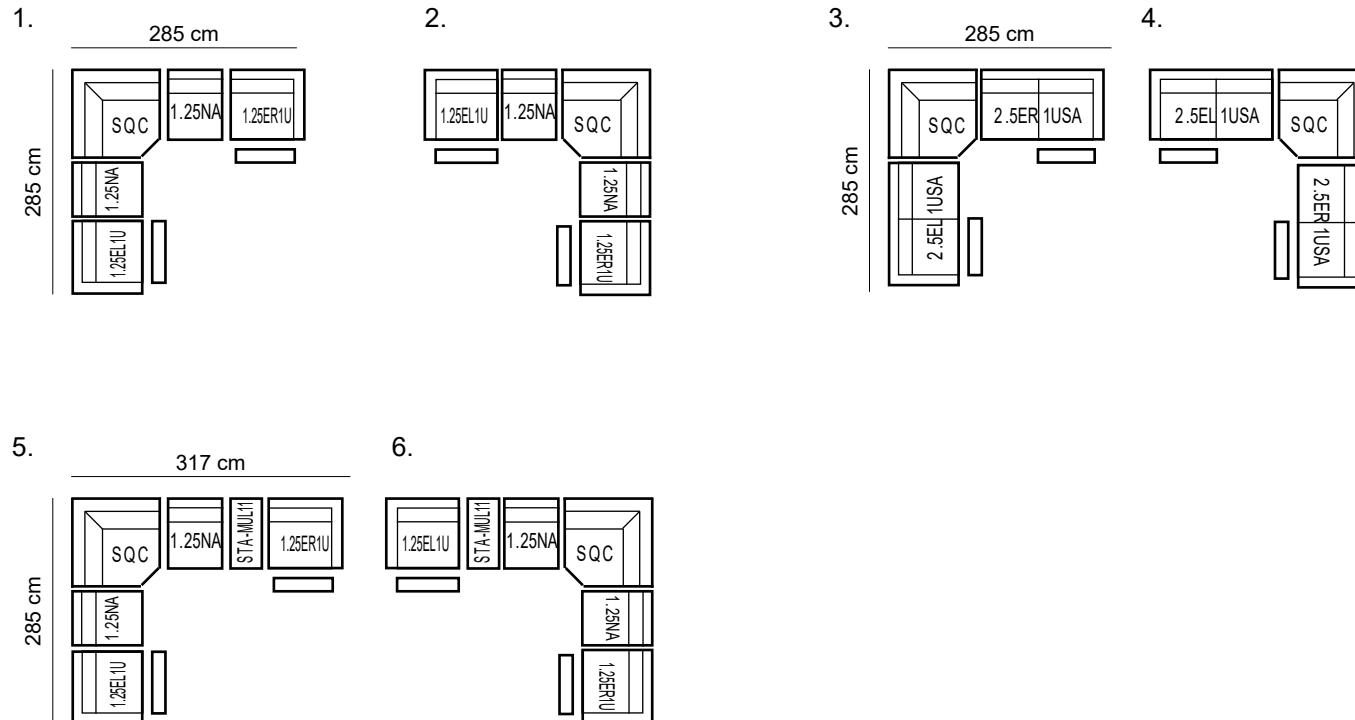 1.
285 cm
2.
3.
285 cm
4.
285 cm
SQC
1.25NA
1.25ER1U
1.25NA
1.25EL1U
1.25EL1U
1.25NA
SQC
1.25NA
1.25ER1U
285 cm
SQC
2.5ER 1USA
2.5EL 1USA
2.5EL 1USA
SQC
2.5ER 1USA
5.
317 cm
6.
285 cm
SQC
1.25NA
STA-MUL11
1.25ER1U
1.25NA
1.25EL1U
1.25EL1U
STA-MUL11
1.25NA
SQC
1.25NA
1.25ER1U